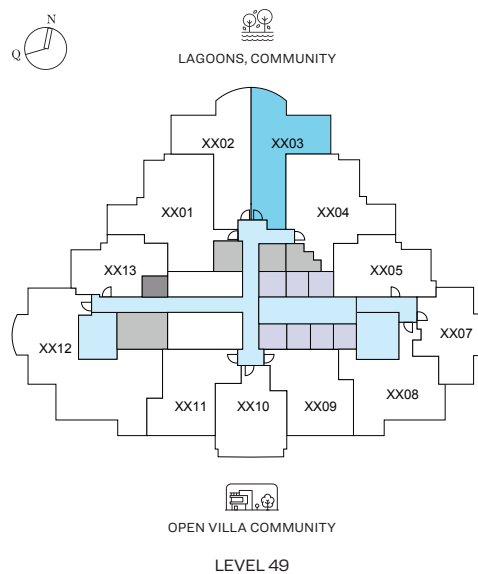 N
Q
LAGOONS, COMMUNITY
XX02
XX03
XX01
XX04
XX13
XX05
XX12
XX07
XX08
XX11
XX10
XX09
OPEN VILLA COMMUNITY
LEVEL 49